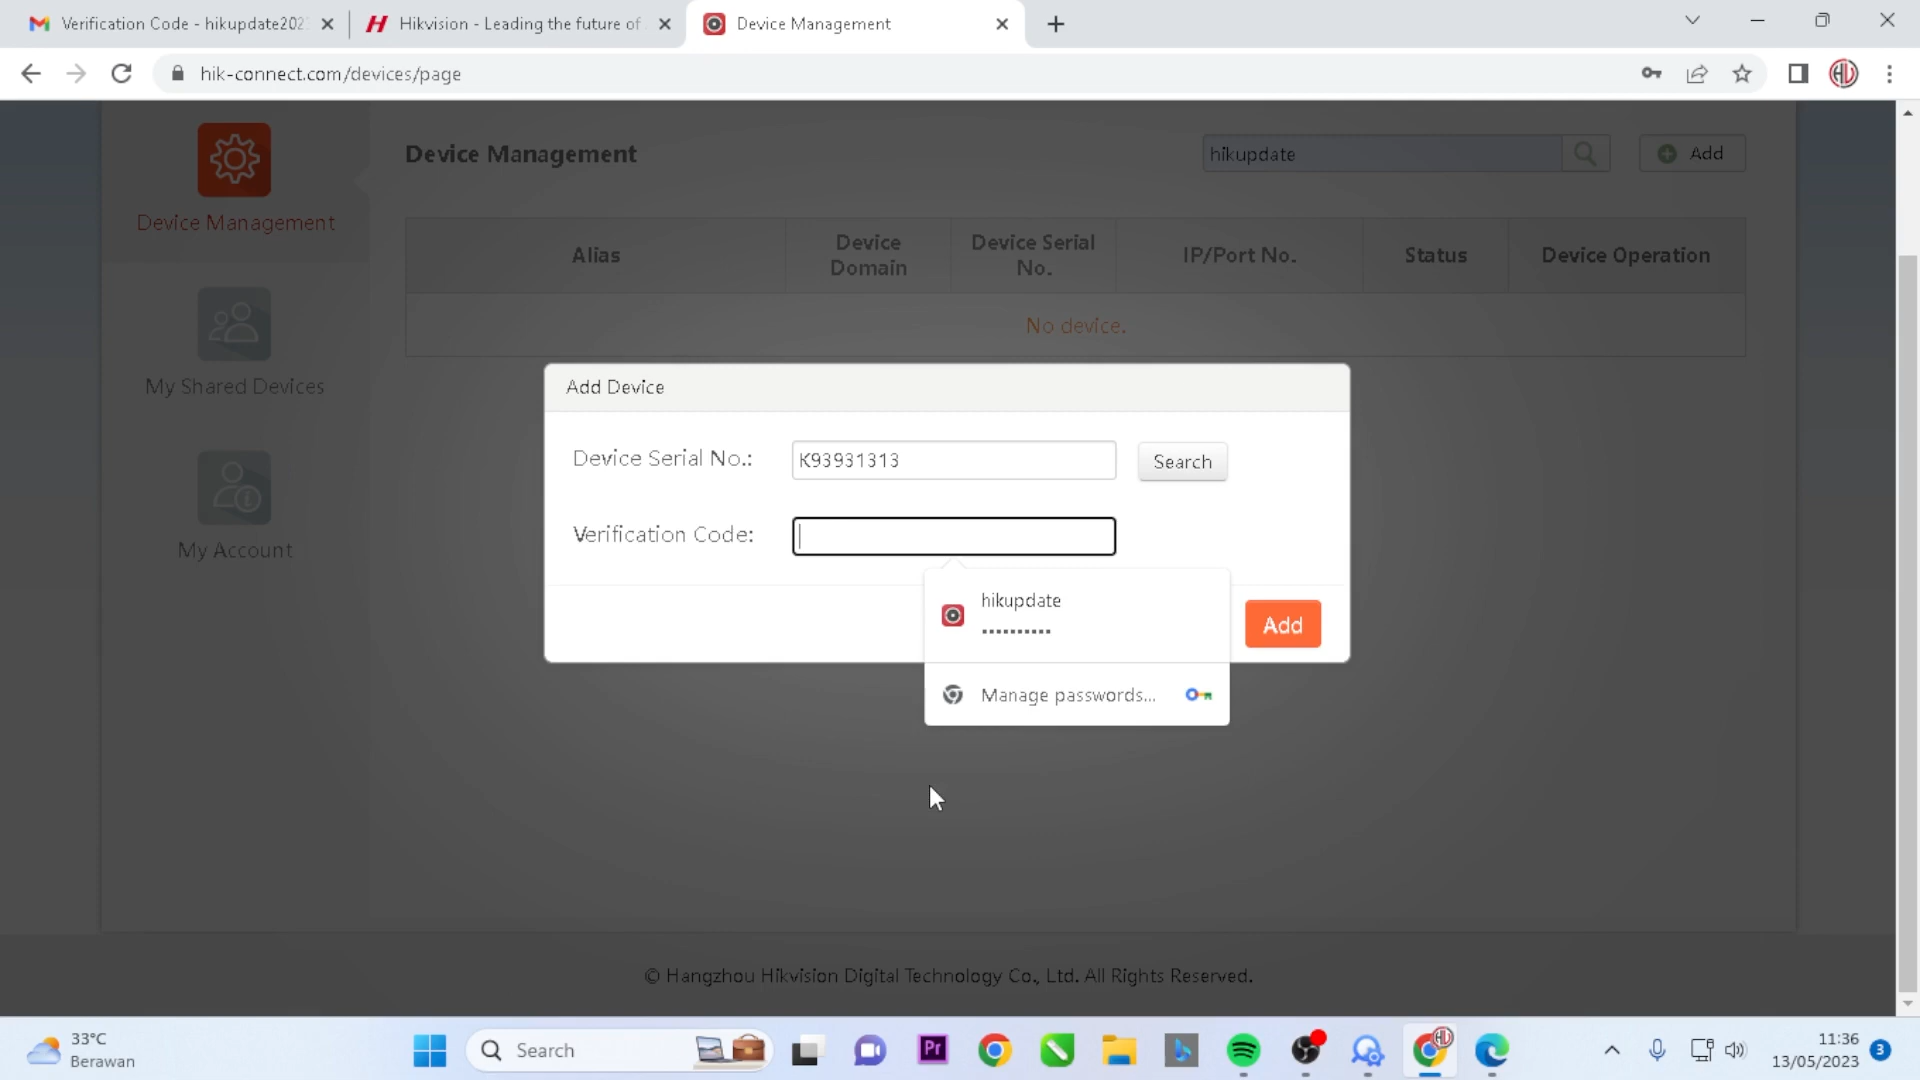 Verification Code - hikupdate202
Hikvision - Leading the future of
Device Management
hik-connect.com/devices/page
Device Management
Device Management
hikupdate
Add
Alias
Device Domain
Device Serial No.
IP/Port No.
Status
Device Operation
No device.
My Shared Devices
My Account
Add Device
Device Serial No.:
K93931313
Search
Verification Code:
hikupdate
••••••••••
Add
Manage passwords...
© Hangzhou Hikvision Digital Technology Co., Ltd. All Rights Reserved.
33°C
Berawan
Search
Pr
11:36
13/05/2023
3